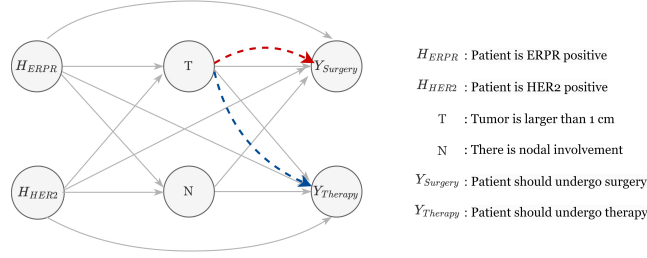 H_ERPR T Y_Surgery
H_HER2 N Y_Therapy
H_ERPR : Patient is ERPR positive
H_HER2 : Patient is HER2 positive
T : Tumor is larger than 1 cm
N : There is nodal involvement
Y_Surgery : Patient should undergo surgery
Y_Therapy : Patient should undergo therapy